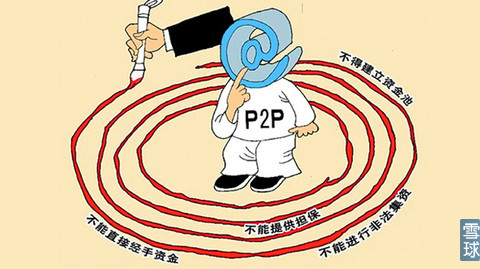 不得建立资金池
P2P
不能提供担保
不能直接经手资金
不能进行非法集资
雪球